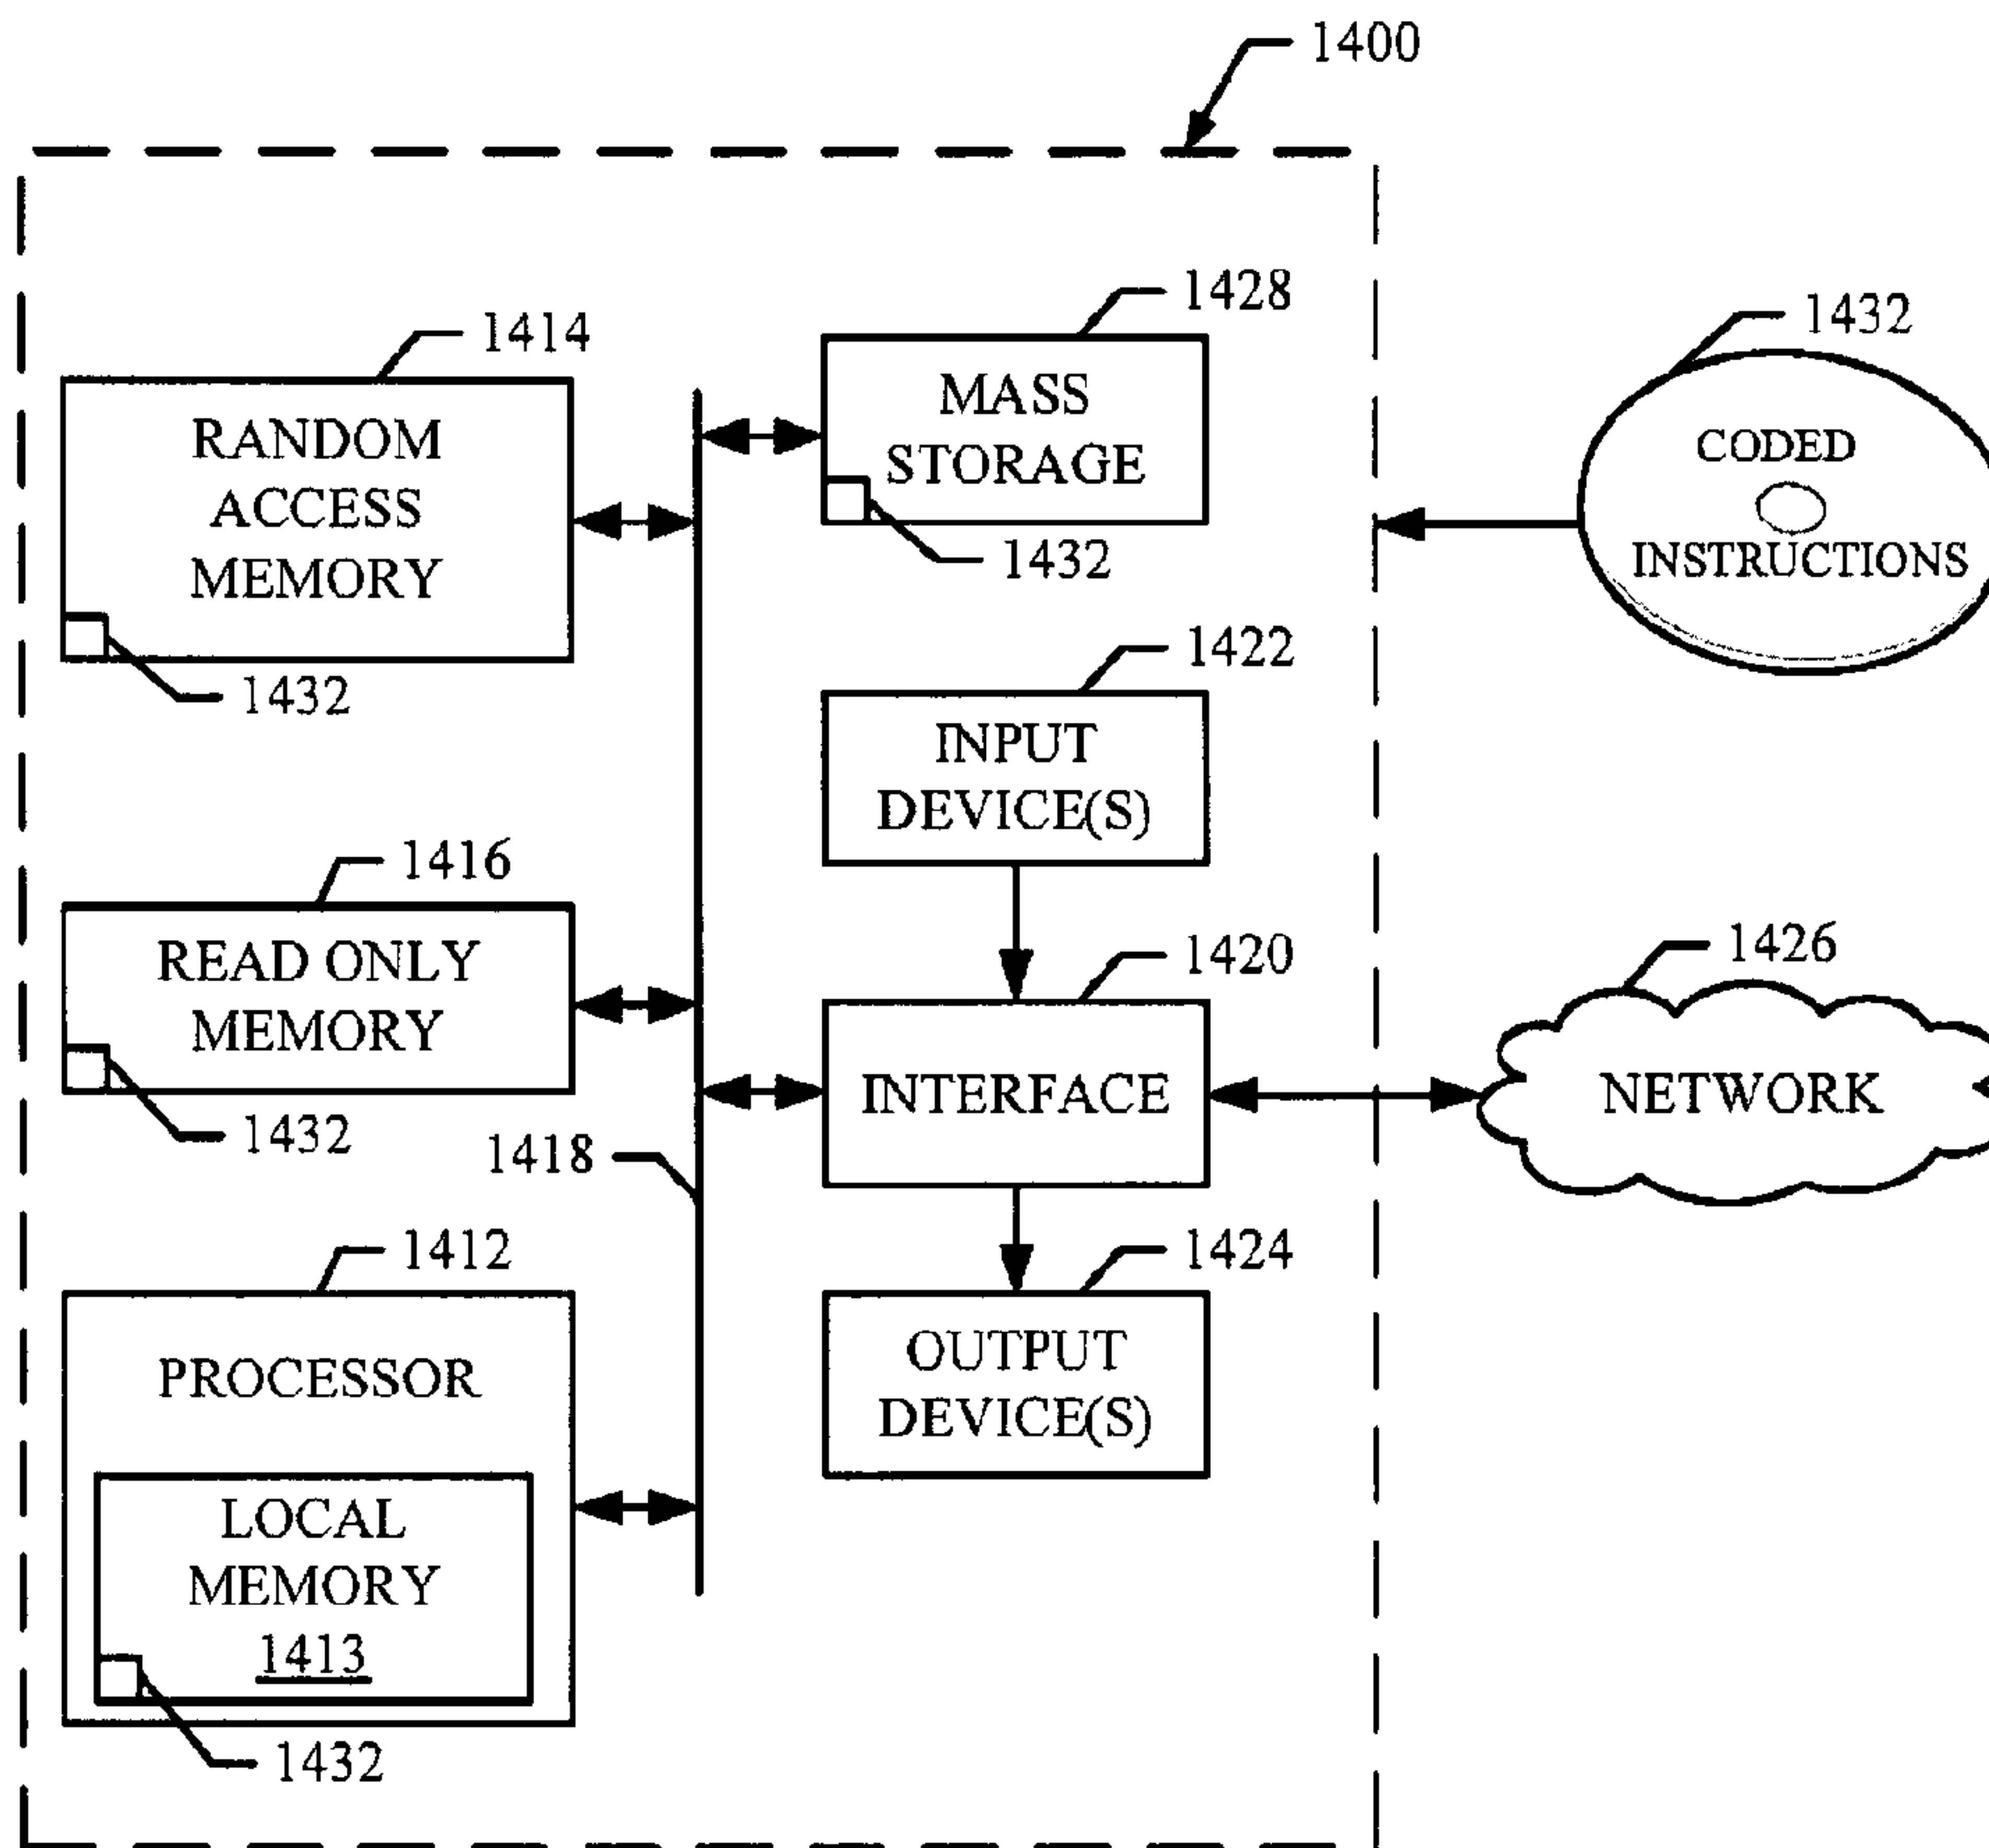 1400
1428
1414
1432
MASS
STORAGE
RANDOM
ACCESS
MEMORY
CODED
INSTRUCTIONS
1432
1432
1422
INPUT
DEVICE(S)
1416
READ ONLY
MEMORY
1420
1426
INTERFACE
NETWORK
1432
1418
1412
1424
PROCESSOR
OUTPUT
DEVICE(S)
LOCAL
MEMORY
1413
1432